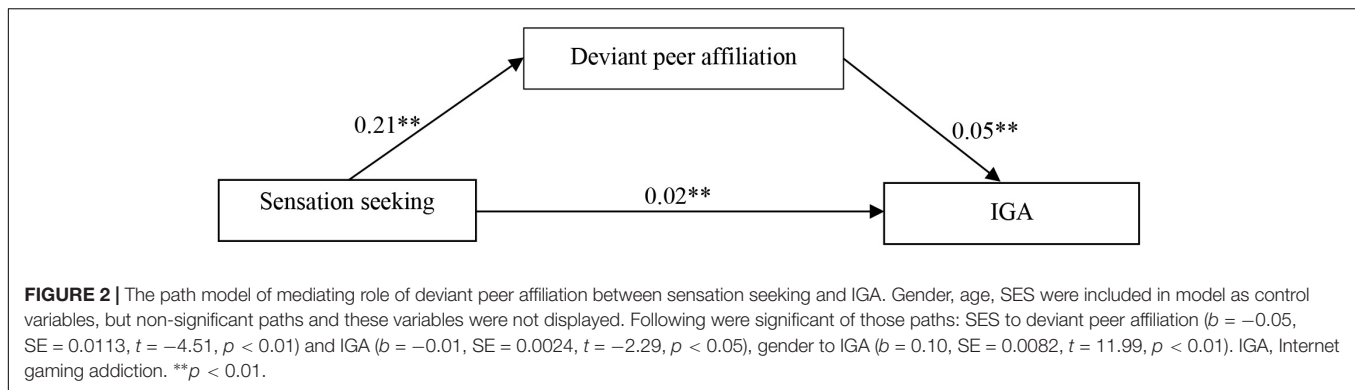 Deviant peer affiliation
0.21**
0.05**
Sensation seeking
0.02**
IGA
FIGURE 2 | The path model of mediating role of deviant peer affiliation between sensation seeking and IGA. Gender, age, SES were included in model as control
variables, but non-significant paths and these variables were not displayed. Following were significant of those paths: SES to deviant peer affiliation (b = −0.05,
SE = 0.0113, t = −4.51, p < 0.01) and IGA (b = −0.01, SE = 0.0024, t = −2.29, p < 0.05), gender to IGA (b = 0.10, SE = 0.0082, t = 11.99, p < 0.01). IGA, Internet
gaming addiction. **p < 0.01.